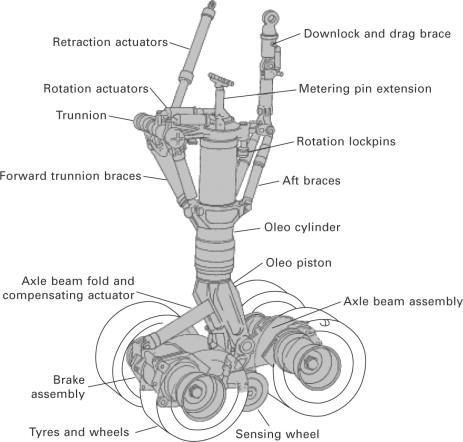 Retraction actuators
Downlock and drag brace
Rotation actuators
Metering pin extension
Trunnion
Rotation lockpins
Forward trunnion braces
Aft braces
Oleo cylinder
Oleo piston
Axle beam fold and
compensating actuator
Axle beam assembly
Brake
assembly
Tyres and wheels
Sensing wheel